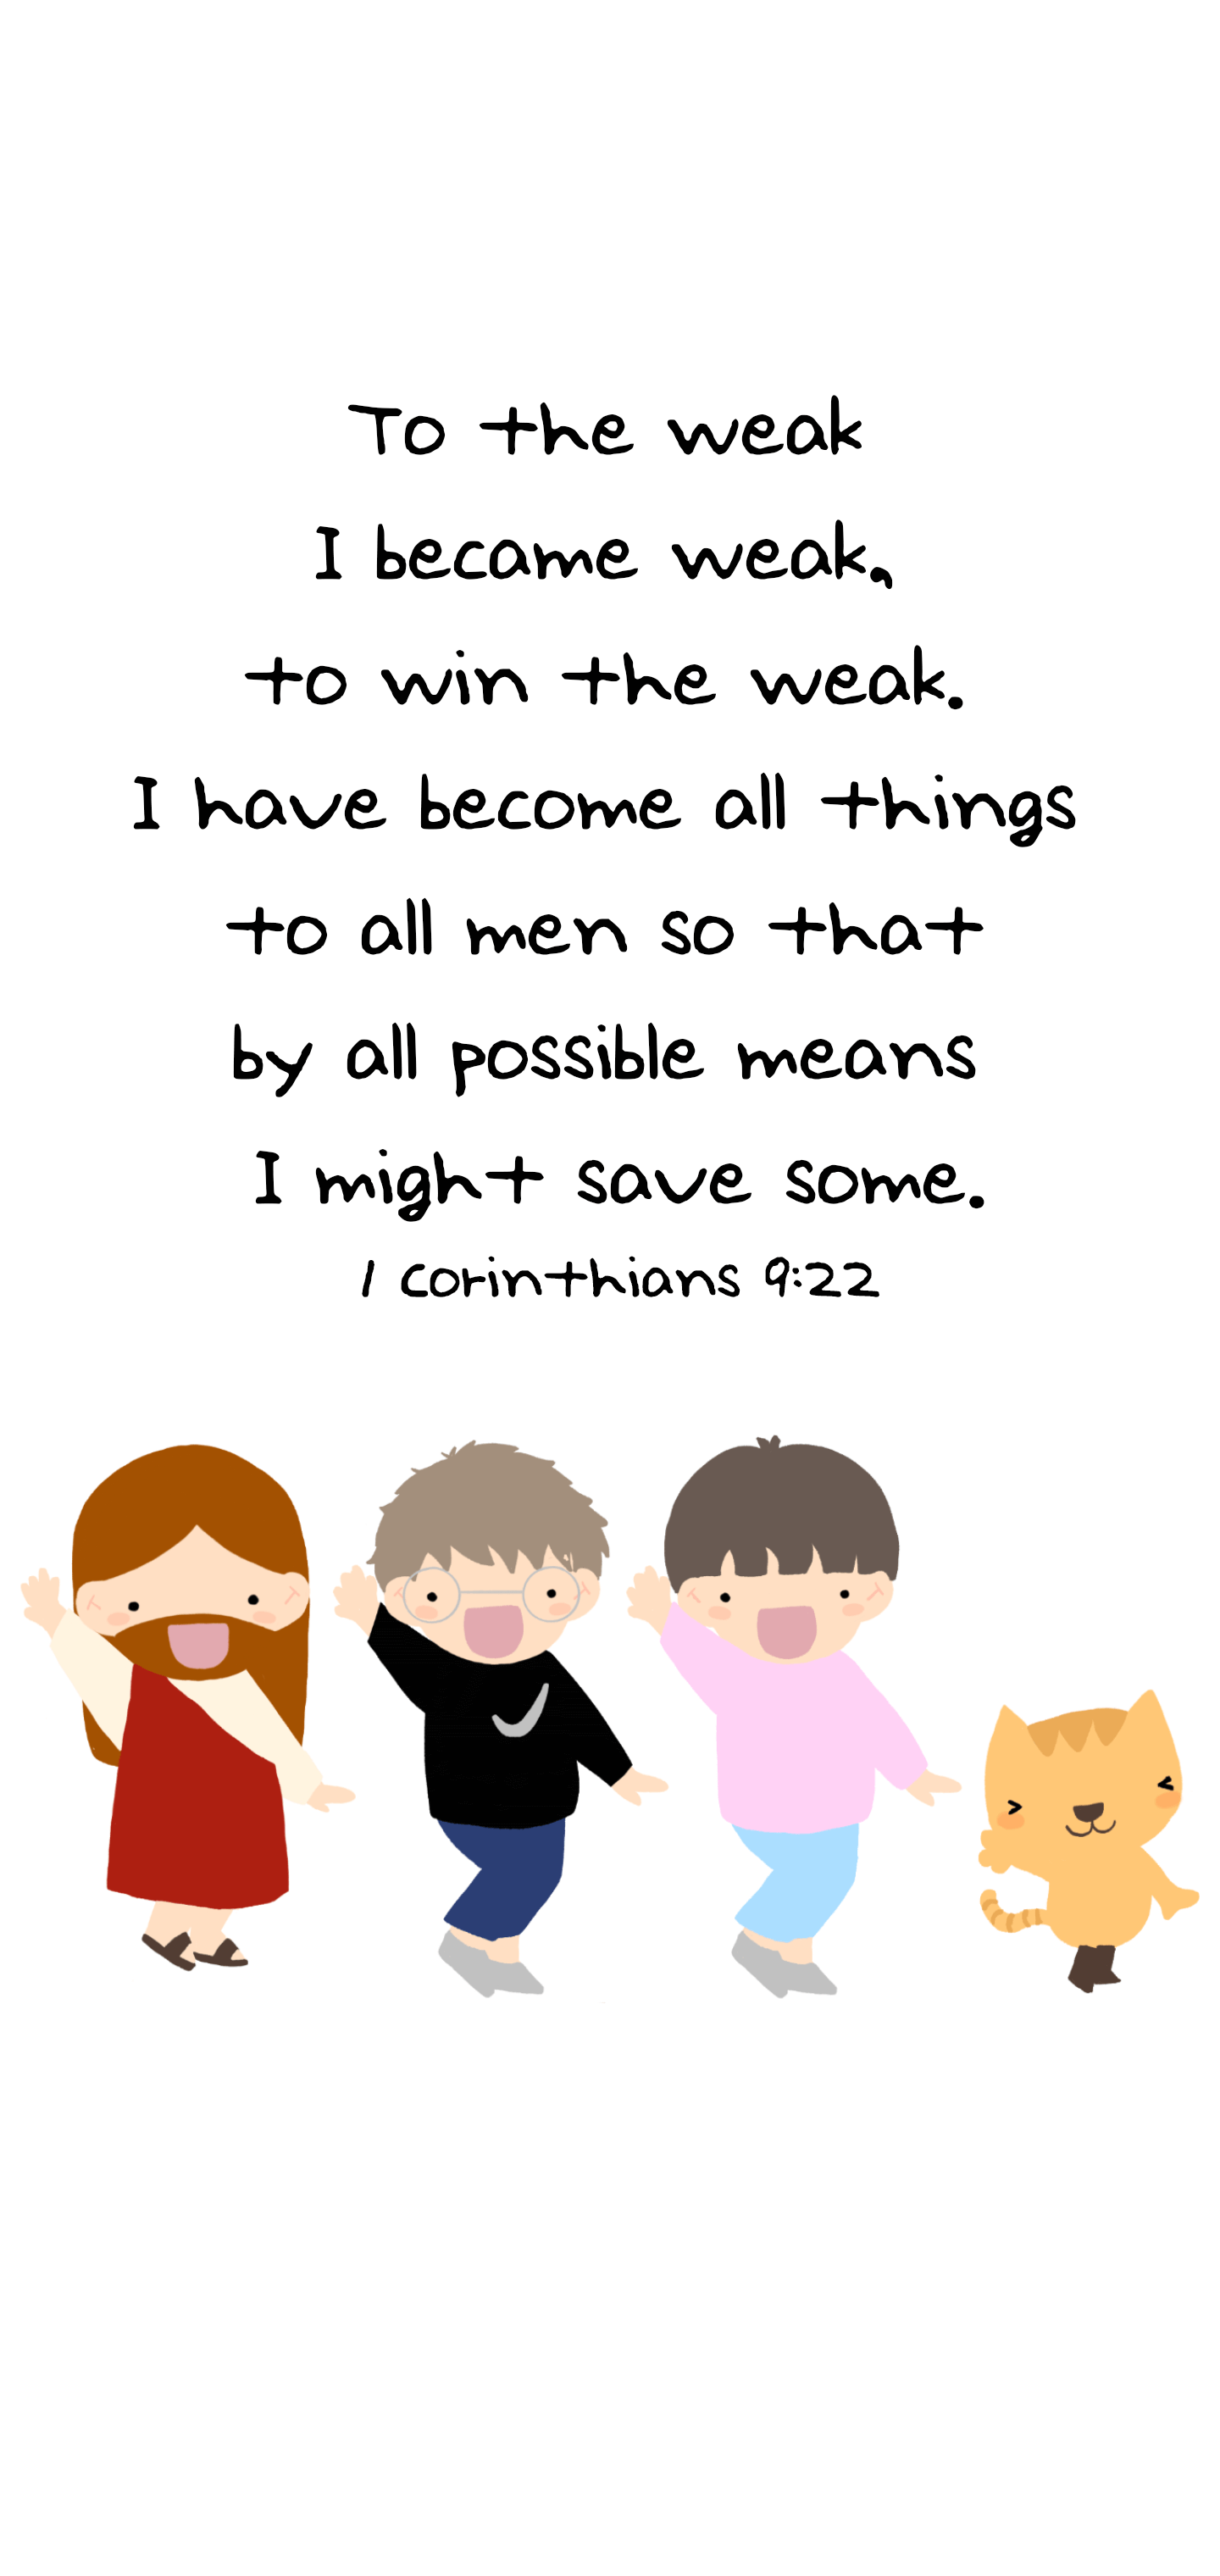 To the weak
I became weak,
to win the weak.
I have become all things
to all men so that
by all possible means
I might save some.
1 Corinthians 9:22